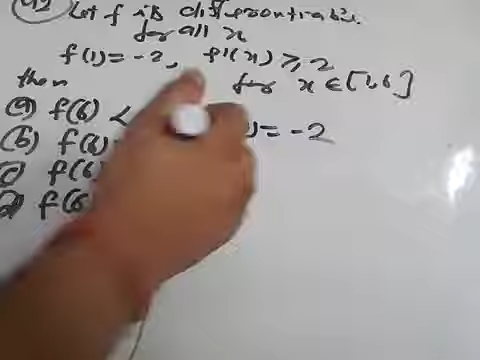 Let f is differentiable
for all x
f(1) = -2, f'(x) ≥ 2
then for x ∈ [1,6]
(a) f(6) <
(b) f(6) ) = -2
(c) f(6)
f(6)